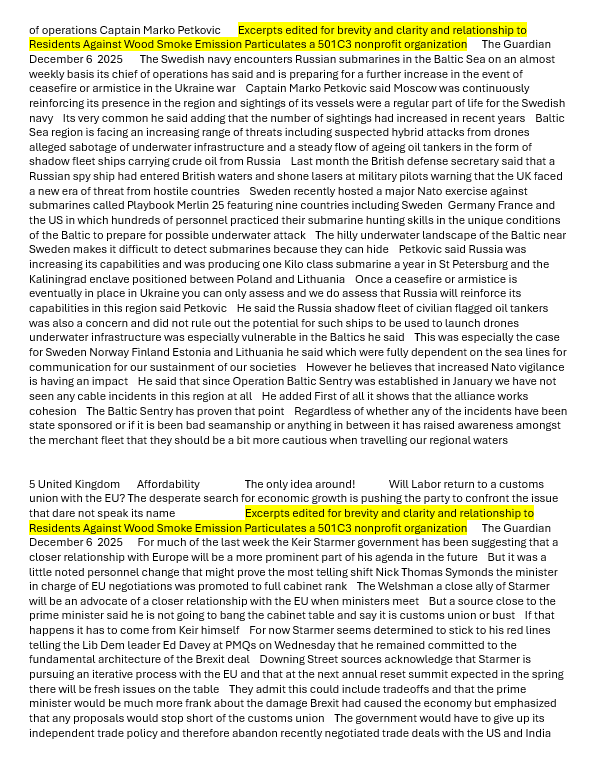 of operations Captain Marko Petkovic Excerpts edited for brevity and clarity and relationship to
Residents Against Wood Smoke Emission Particulates a 501C3 nonprofit organization The Guardian
December 6 2025 The Swedish navy encounters Russian submarines in the Baltic Sea on an almost
weekly basis its chief of operations has said and is preparing for a further increase in the event of
ceasefire or armistice in the Ukraine war Captain Marko Petkovic said Moscow was continuously
reinforcing its presence in the region and sightings of its vessels were a regular part of life for the Swedish
navy Its very common he said adding that the number of sightings had increased in recent years Baltic
Sea region is facing an increasing range of threats including suspected hybrid attacks from drones
alleged sabotage of underwater infrastructure and a steady flow of ageing oil tankers in the form of
shadow fleet ships carrying crude oil from Russia Last month the British defense secretary said that a
Russian spy ship had entered British waters and shone lasers at military pilots warning that the UK faced
a new era of threat from hostile countries Sweden recently hosted a major Nato exercise against
submarines called Playbook Merlin 25 featuring nine countries including Sweden Germany France and
the US in which hundreds of personnel practiced their submarine hunting skills in the unique conditions
of the Baltic to prepare for possible underwater attack The hilly underwater landscape of the Baltic near
Sweden makes it difficult to detect submarines because they can hide Petkovic said Russia was
increasing its capabilities and was producing one Kilo class submarine a year in St Petersburg and the
Kaliningrad enclave positioned between Poland and Lithuania Once a ceasefire or armistice is
eventually in place in Ukraine you can only assess and we do assess that Russia will reinforce its
capabilities in this region said Petkovic He said the Russia shadow fleet of civilian flagged oil tankers
was also a concern and did not rule out the potential for such ships to be used to launch drones
underwater infrastructure was especially vulnerable in the Baltics he said This was especially the case
for Sweden Norway Finland Estonia and Lithuania he said which were fully dependent on the sea lines for
communication for our sustainment of our societies However he believes that increased Nato vigilance
is having an impact He said that since Operation Baltic Sentry was established in January we have not
seen any cable incidents in this region at all He added First of all it shows that the alliance works
cohesion The Baltic Sentry has proven that point Regardless of whether any of the incidents have been
state sponsored or if it is been bad seamanship or anything in between it has raised awareness amongst
the merchant fleet that they should be a bit more cautious when travelling our regional waters
5 United Kingdom Affordability The only idea around! Will Labor return to a customs
union with the EU? The desperate search for economic growth is pushing the party to confront the issue
that dare not speak its name Excerpts edited for brevity and clarity and relationship to
Residents Against Wood Smoke Emission Particulates a 501C3 nonprofit organization The Guardian
December 6 2025 For much of the last week the Keir Starmer government has been suggesting that a
closer relationship with Europe will be a more prominent part of his agenda in the future But it was a
little noted personnel change that might prove the most telling shift Nick Thomas Symonds the minister
in charge of EU negotiations was promoted to full cabinet rank The Welshman a close ally of Starmer
will be an advocate of a closer relationship with the EU when ministers meet But a source close to the
prime minister said he is not going to bang the cabinet table and say it is customs union or bust If that
happens it has to come from Keir himself For now Starmer seems determined to stick to his red lines
telling the Lib Dem leader Ed Davey at PMQs on Wednesday that he remained committed to the
fundamental architecture of the Brexit deal Downing Street sources acknowledge that Starmer is
pursuing an iterative process with the EU and that at the next annual reset summit expected in the spring
there will be fresh issues on the table They admit this could include tradeoffs and that the prime
minister would be much more frank about the damage Brexit had caused the economy but emphasized
that any proposals would stop short of the customs union The government would have to give up its
independent trade policy and therefore abandon recently negotiated trade deals with the US and India